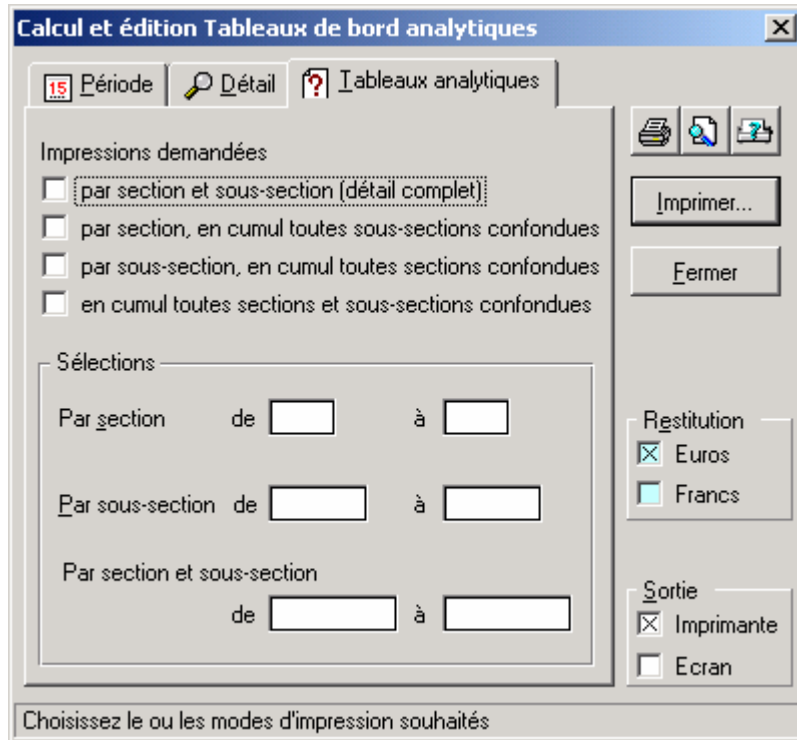 Calcul et édition Tableaux de bord analytiques
15 Période Détail Tableaux analytiques
Impressions demandées
par section et sous-section (détail complet)
par section, en cumul toutes sous-sections confondues
par sous-section, en cumul toutes sections confondues
en cumul toutes sections et sous-sections confondues
Sélections
Par section de à
Par sous-section de à
Par section et sous-section
de à
Imprimer...
Fermer
Restitution
Euros
Francs
Sortie
Imprimante
Ecran
Choisissez le ou les modes d'impression souhaités